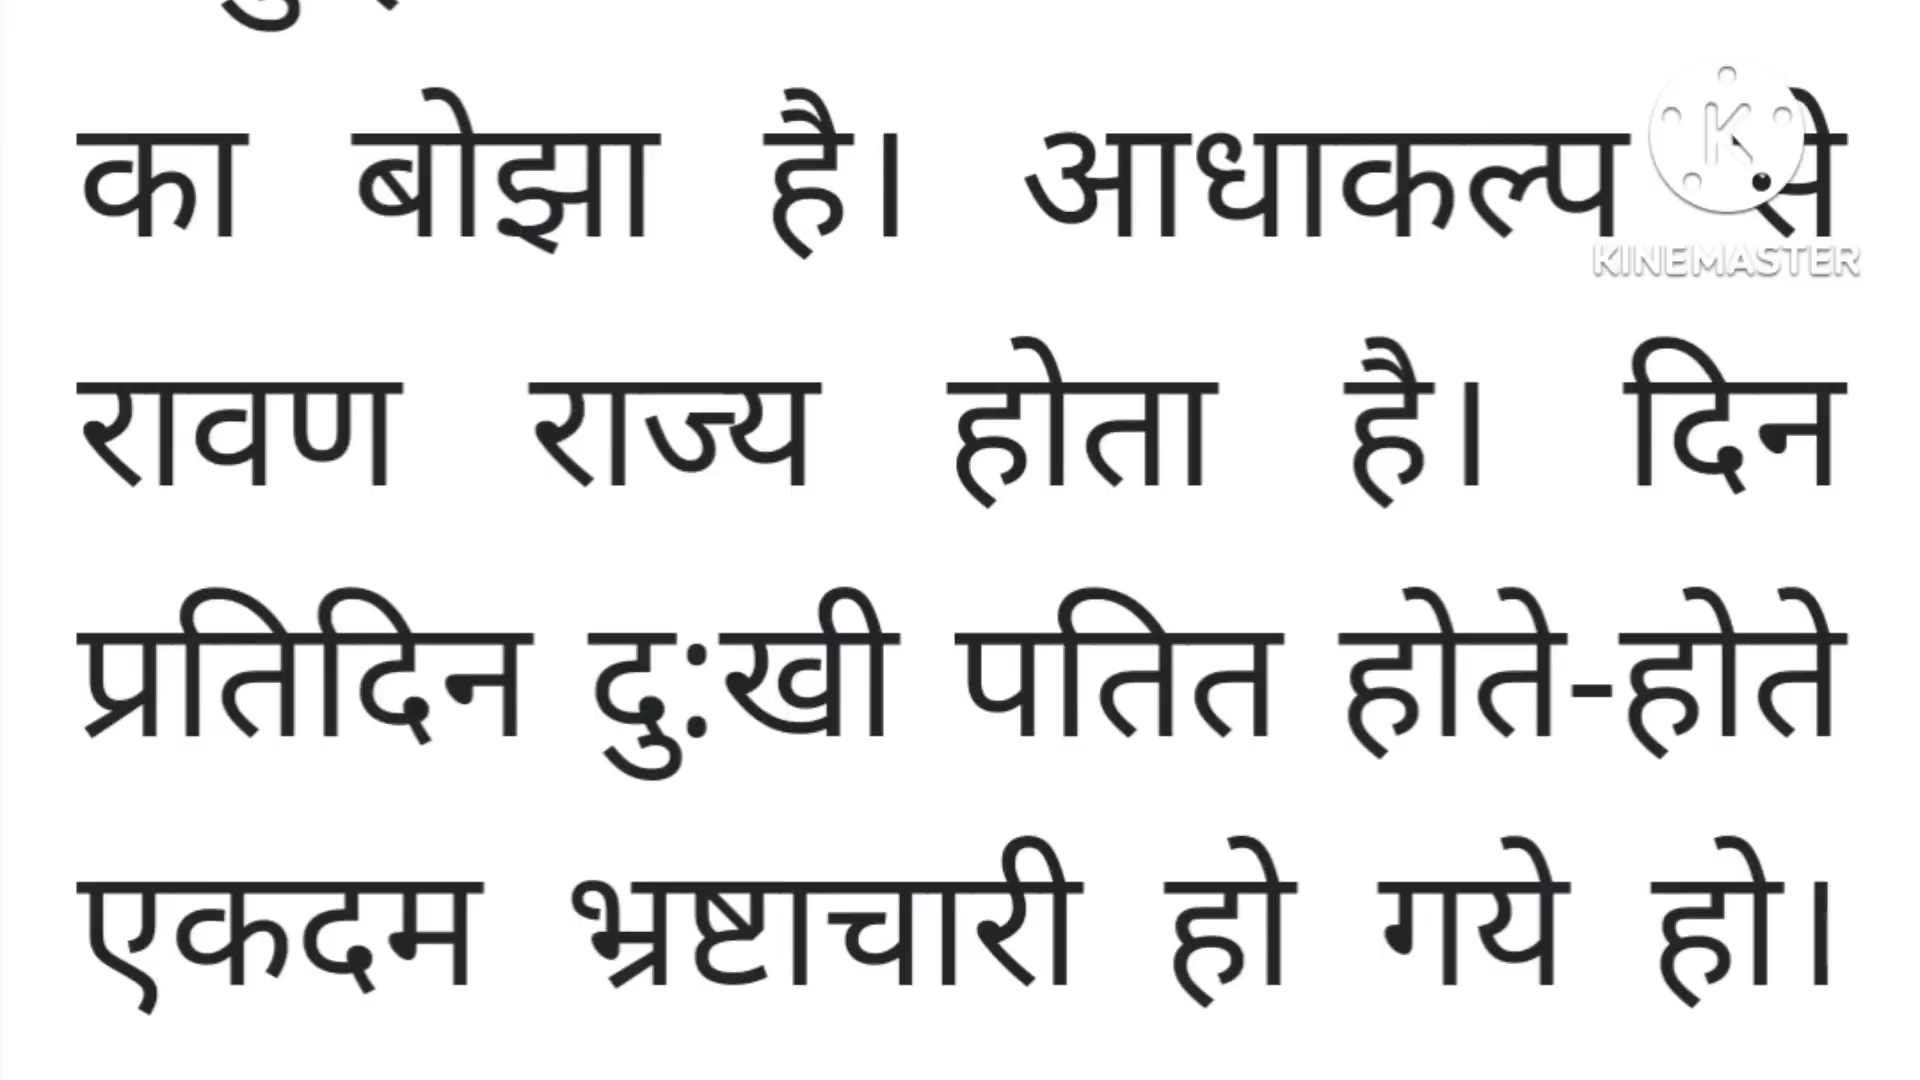 का बोझा है। आधाकल्प से
KINEMASTER
रावण राज्य होता है। दिन
प्रतिदिन दु:खी पतित होते-होते
एकदम भ्रष्टाचारी हो गये हो।